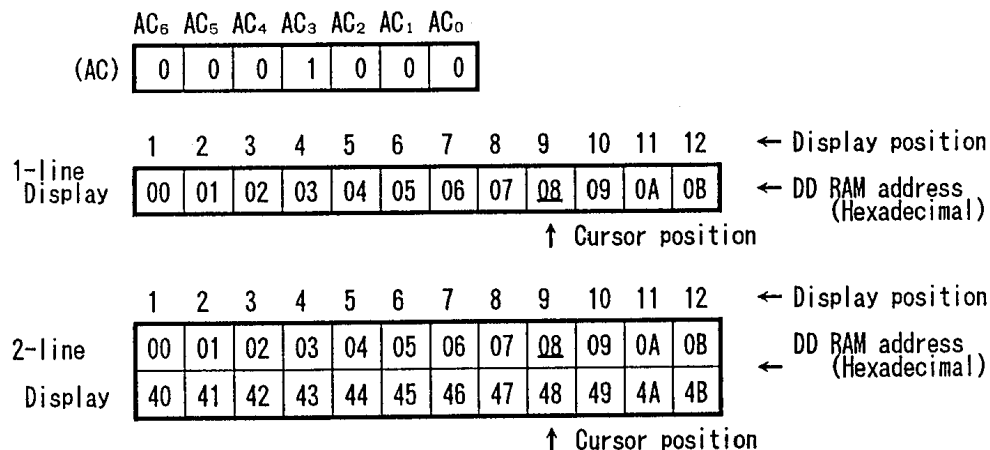 AC₆ AC₅ AC₄ AC₃ AC₂ AC₁ AC₀
(AC) 0 0 0 1 0 0 0
1 2 3 4 5 6 7 8 9 10 11 12 ← Display position
1-line
Display 00 01 02 03 04 05 06 07 08 09 0A 0B ← DD RAM address
(Hexadecimal)
↑ Cursor position
1 2 3 4 5 6 7 8 9 10 11 12 ← Display position
2-line 00 01 02 03 04 05 06 07 08 09 0A 0B DD RAM address
← (Hexadecimal)
Display 40 41 42 43 44 45 46 47 48 49 4A 4B
↑ Cursor position